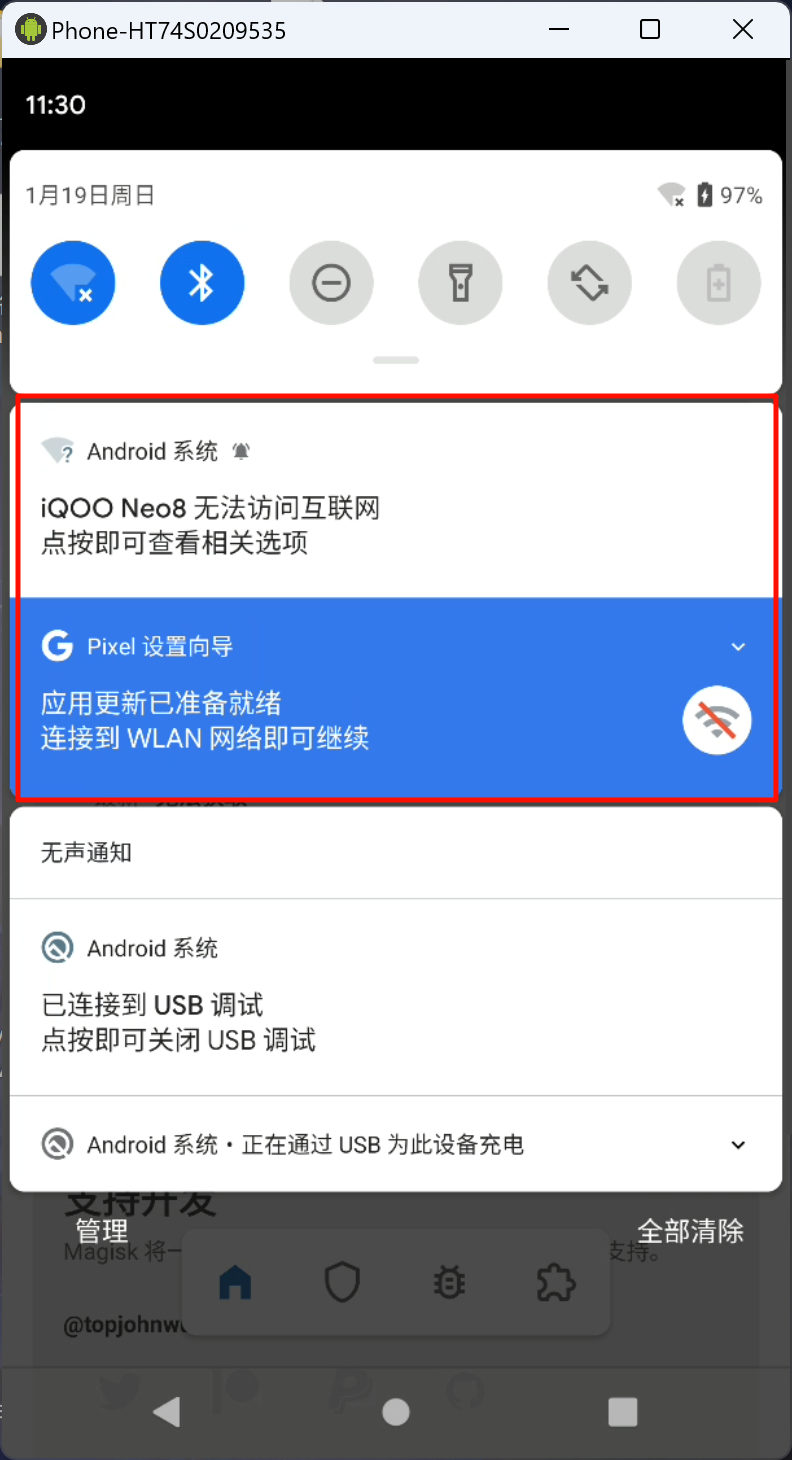 Phone-HT74S0209535
11:30
1月19日周日
97%
Android 系统
iQOO Neo8 无法访问互联网
点按即可查看相关选项
Pixel 设置向导
应用更新已准备就绪
连接到 WLAN 网络即可继续
无声通知
Android 系统
已连接到 USB 调试
点按即可关闭 USB 调试
Android 系统 · 正在通过 USB 为此设备充电
支持开发
管理
全部清除
Magisk 将一
支持。
@topjohnw